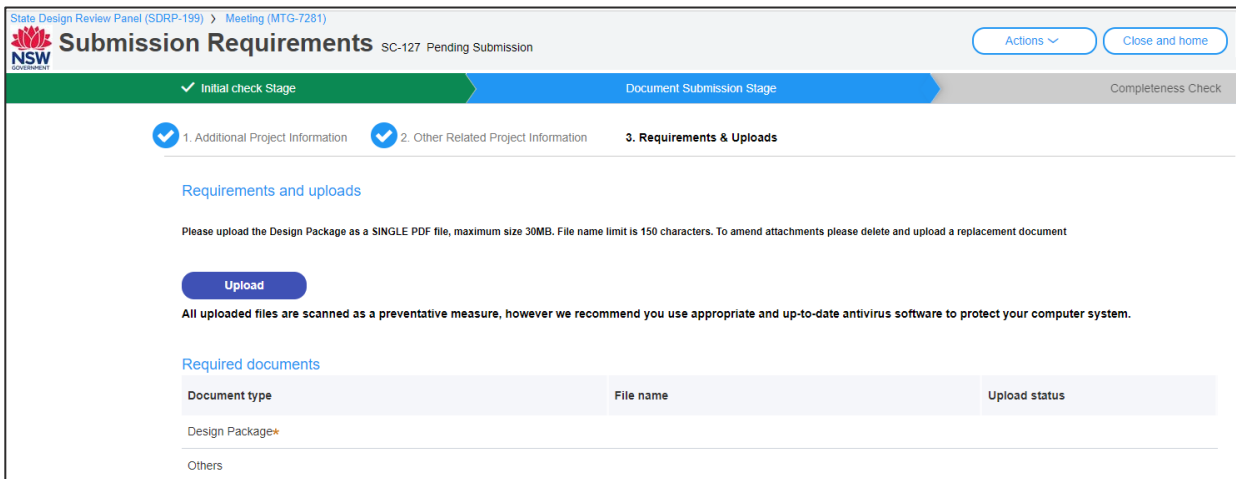 State Design Review Panel (SDRP-199) > Meeting (MTG-7281)
NSW
GOVERNMENT
Submission Requirements SC-127 Pending Submission
Actions
Close and home
Initial check Stage
Document Submission Stage
Completeness Check
1. Additional Project Information
2. Other Related Project Information
3. Requirements & Uploads
Requirements and uploads
Please upload the Design Package as a SINGLE PDF file, maximum size 30MB. File name limit is 150 characters. To amend attachments please delete and upload a replacement document
Upload
All uploaded files are scanned as a preventative measure, however we recommend you use appropriate and up-to-date antivirus software to protect your computer system.
Required documents
Document type File name Upload status
Design Package*
Others